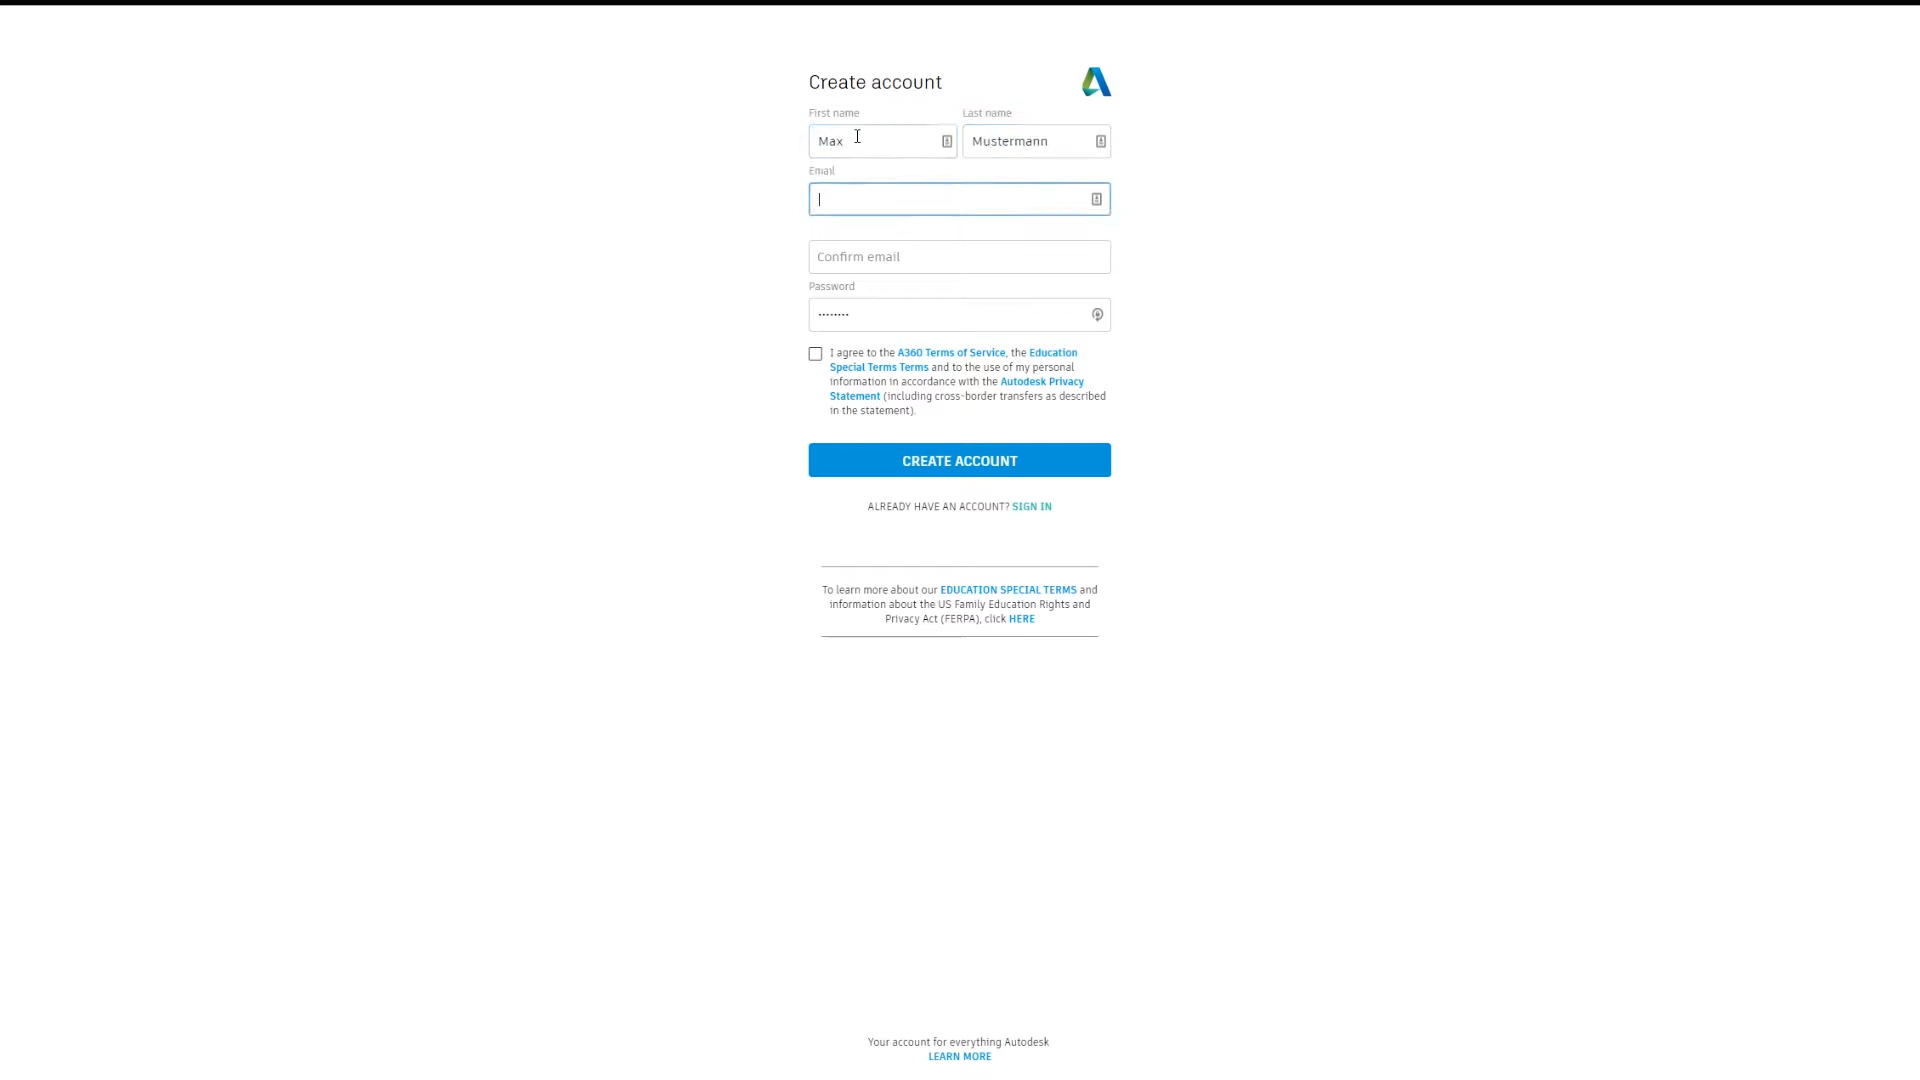 Create account
First name
Last name
Max
Mustermann
Email
Confirm email
Password
I agree to the A360 Terms of Service, the Education
Special Terms Terms and to the use of my personal
information in accordance with the Autodesk Privacy
Statement (including cross-border transfers as described
in the statement).
CREATE ACCOUNT
ALREADY HAVE AN ACCOUNT? SIGN IN
To learn more about our EDUCATION SPECIAL TERMS and
information about the US Family Education Rights and
Privacy Act (FERPA), click HERE
Your account for everything Autodesk
LEARN MORE